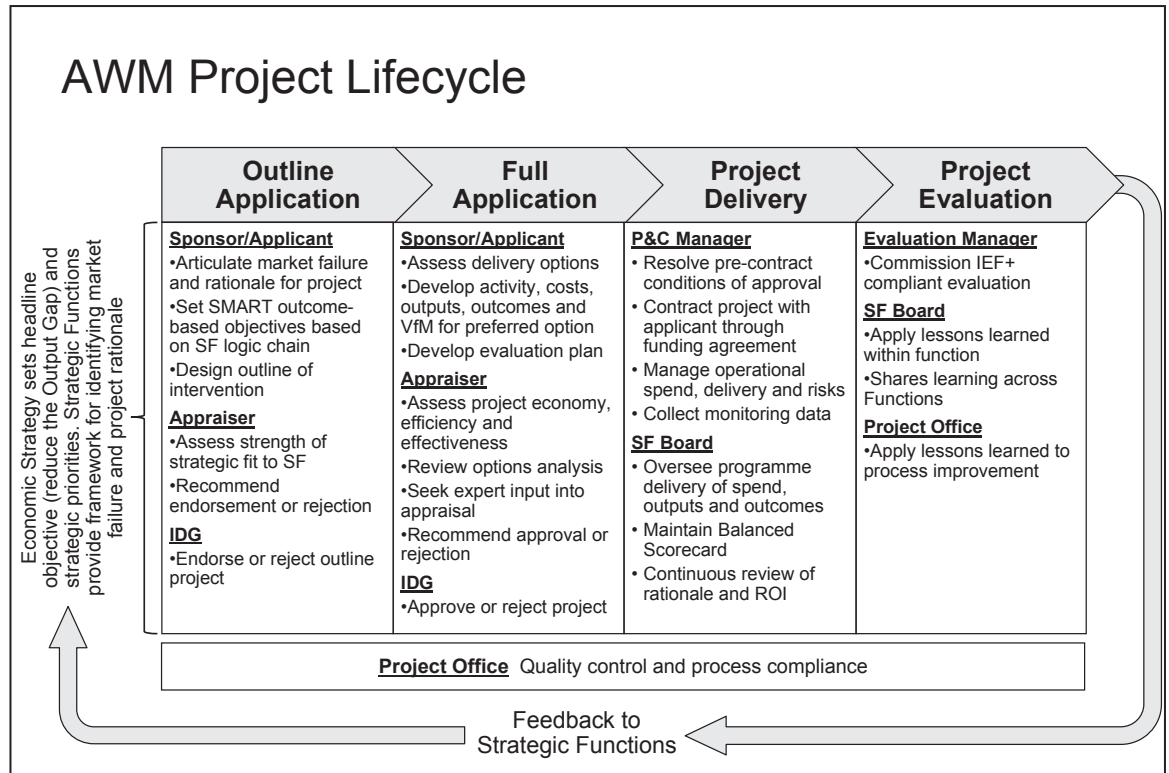 AWM Project Lifecycle
Outline
Application
Full
Application
Project
Delivery
Project
Evaluation
Economic Strategy sets headline
objective (reduce the Output Gap) and
strategic priorities. Strategic Functions
provide framework for identifying market
failure and project rationale
Sponsor/Applicant
•Articulate market failure
and rationale for project
•Set SMART outcome-
based objectives based
on SF logic chain
•Design outline of
intervention
Appraiser
•Assess strength of
strategic fit to SF
•Recommend
endorsement or rejection
IDG
•Endorse or reject outline
project
Sponsor/Applicant
•Assess delivery options
•Develop activity, costs,
outputs, outcomes and
VfM for preferred option
•Develop evaluation plan
Appraiser
•Assess project economy,
efficiency and
effectiveness
•Review options analysis
•Seek expert input into
appraisal
•Recommend approval or
rejection
IDG
•Approve or reject project
P&C Manager
• Resolve pre-contract
conditions of approval
• Contract project with
applicant through
funding agreement
• Manage operational
spend, delivery and risks
• Collect monitoring data
SF Board
• Oversee programme
delivery of spend,
outputs and outcomes
• Maintain Balanced
Scorecard
• Continuous review of
rationale and ROI
Evaluation Manager
•Commission IEF+
compliant evaluation
SF Board
•Apply lessons learned
within function
•Shares learning across
Functions
Project Office
•Apply lessons learned to
process improvement
Project Office Quality control and process compliance
Feedback to
Strategic Functions